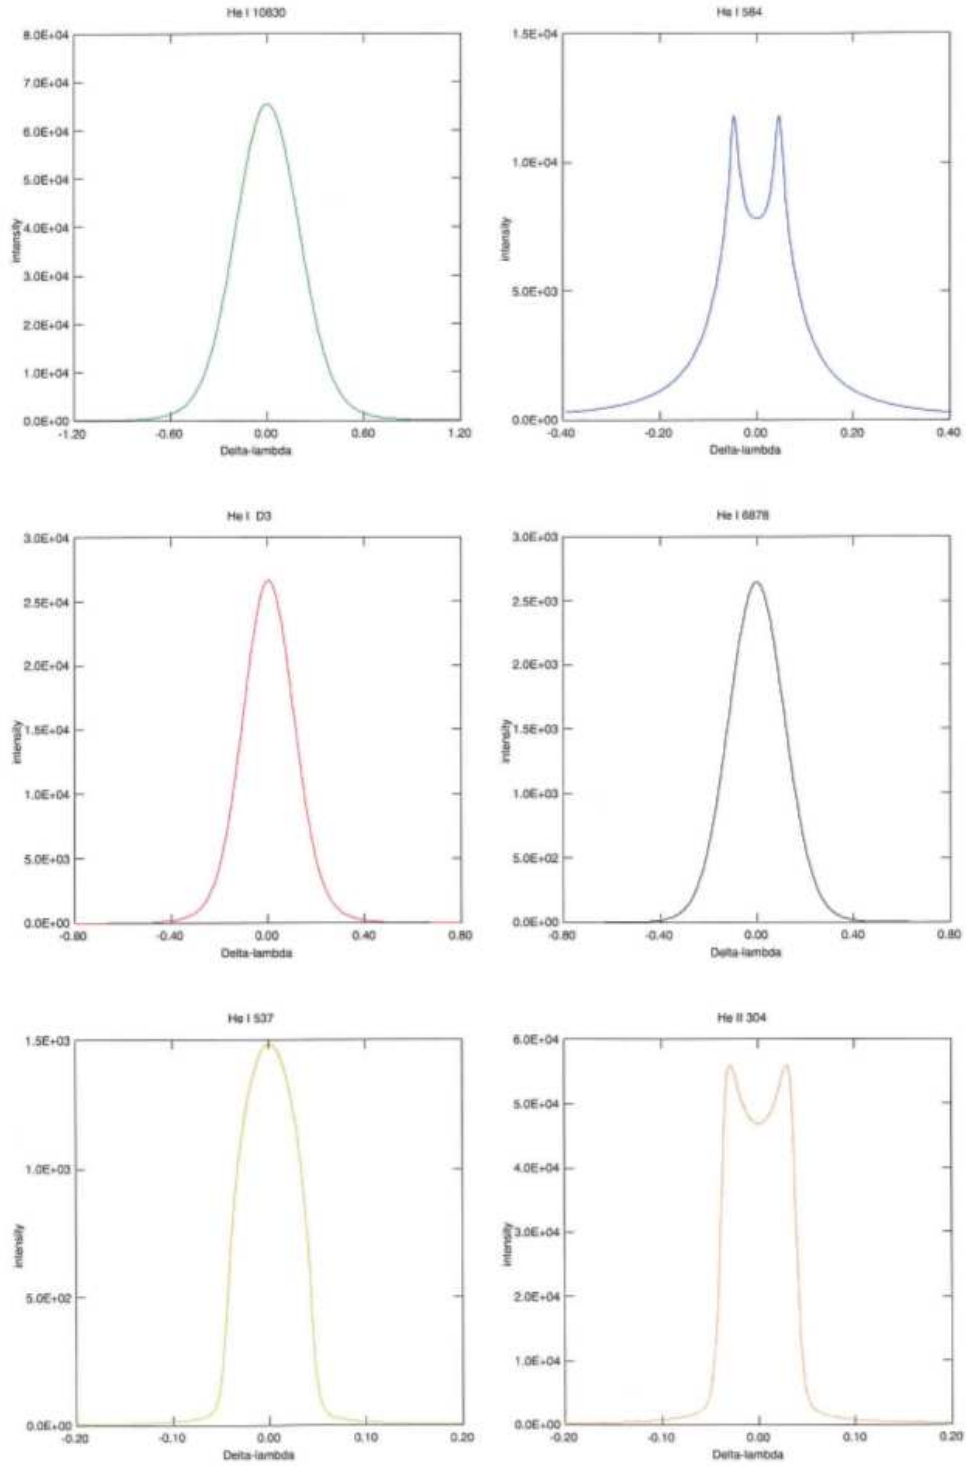 He I 10830
8.0E+04
7.0E+04
6.0E+04
5.0E+04
4.0E+04
3.0E+04
2.0E+04
1.0E+04
0.0E+00
intensity
-1.20 -0.60 0.00 0.60 1.20
Delta-lambda
He I 584
1.5E+04
1.0E+04
5.0E+03
0.0E+00
intensity
-0.40 -0.20 0.00 0.20 0.40
Delta-lambda
He I D3
3.0E+04
2.5E+04
2.0E+04
1.5E+04
1.0E+04
5.0E+03
0.0E+00
intensity
-0.80 -0.40 0.00 0.40 0.80
Delta-lambda
He I 6878
3.0E+03
2.5E+03
2.0E+03
1.5E+03
1.0E+03
5.0E+02
0.0E+00
intensity
-0.80 -0.40 0.00 0.40 0.80
Delta-lambda
He I 537
1.5E+03
1.0E+03
5.0E+02
0.0E+00
intensity
-0.20 -0.10 0.00 0.10 0.20
Delta-lambda
He II 304
6.0E+04
5.0E+04
4.0E+04
3.0E+04
2.0E+04
1.0E+04
0.0E+00
intensity
-0.20 -0.10 0.00 0.10 0.20
Delta-lambda